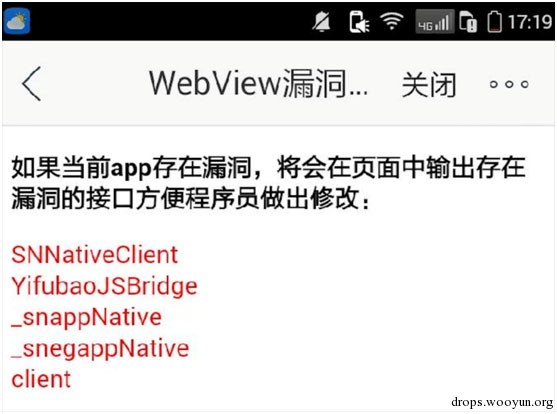 4G
17:19
WebView漏洞...
关闭
如果当前app存在漏洞，将会在页面中输出存在
漏洞的接口方便程序员做出修改：
SNNativeClient
YifubaoJSBridge
_snappNative
_snegappNative
client
drops.wooyun.org